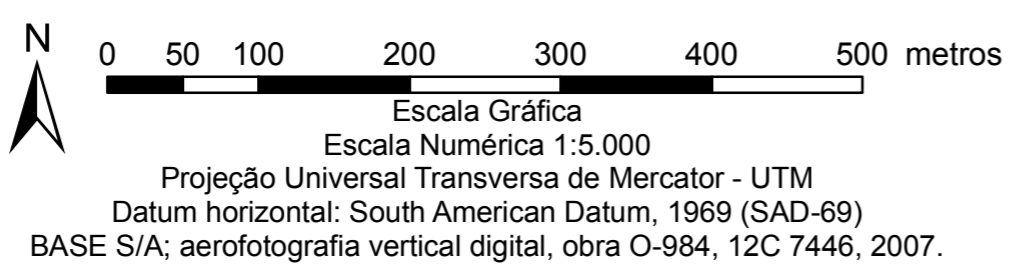 N
0 50 100 200 300 400 500 metros
Escala Gráfica
Escala Numérica 1:5.000
Projeção Universal Transversa de Mercator - UTM
Datum horizontal: South American Datum, 1969 (SAD-69)
BASE S/A; aerofotografia vertical digital, obra O-984, 12C 7446, 2007.